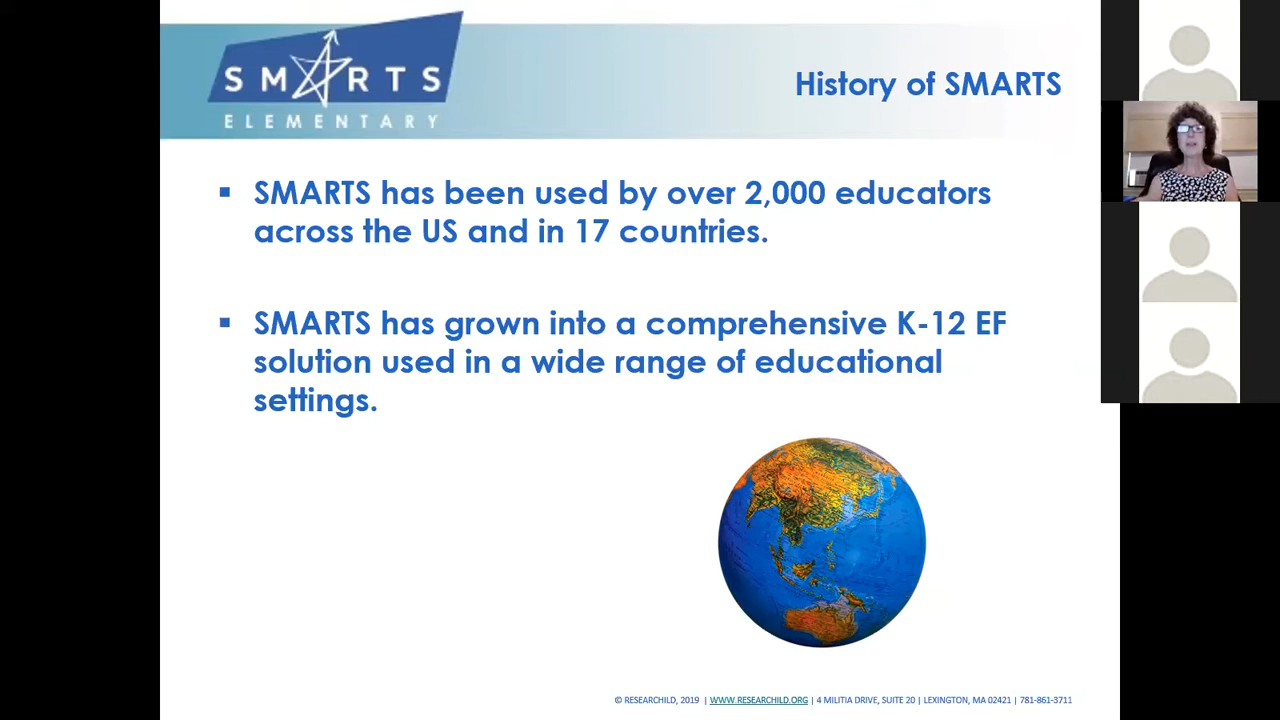 SMARTS
ELEMENTARY
History of SMARTS
▪ SMARTS has been used by over 2,000 educators
across the US and in 17 countries.
▪ SMARTS has grown into a comprehensive K-12 EF
solution used in a wide range of educational
settings.
© RESEARCHILD, 2019 | WWW.RESEARCHILD.ORG | 4 MILITIA DRIVE, SUITE 20 | LEXINGTON, MA 02421 | 781-861-3711